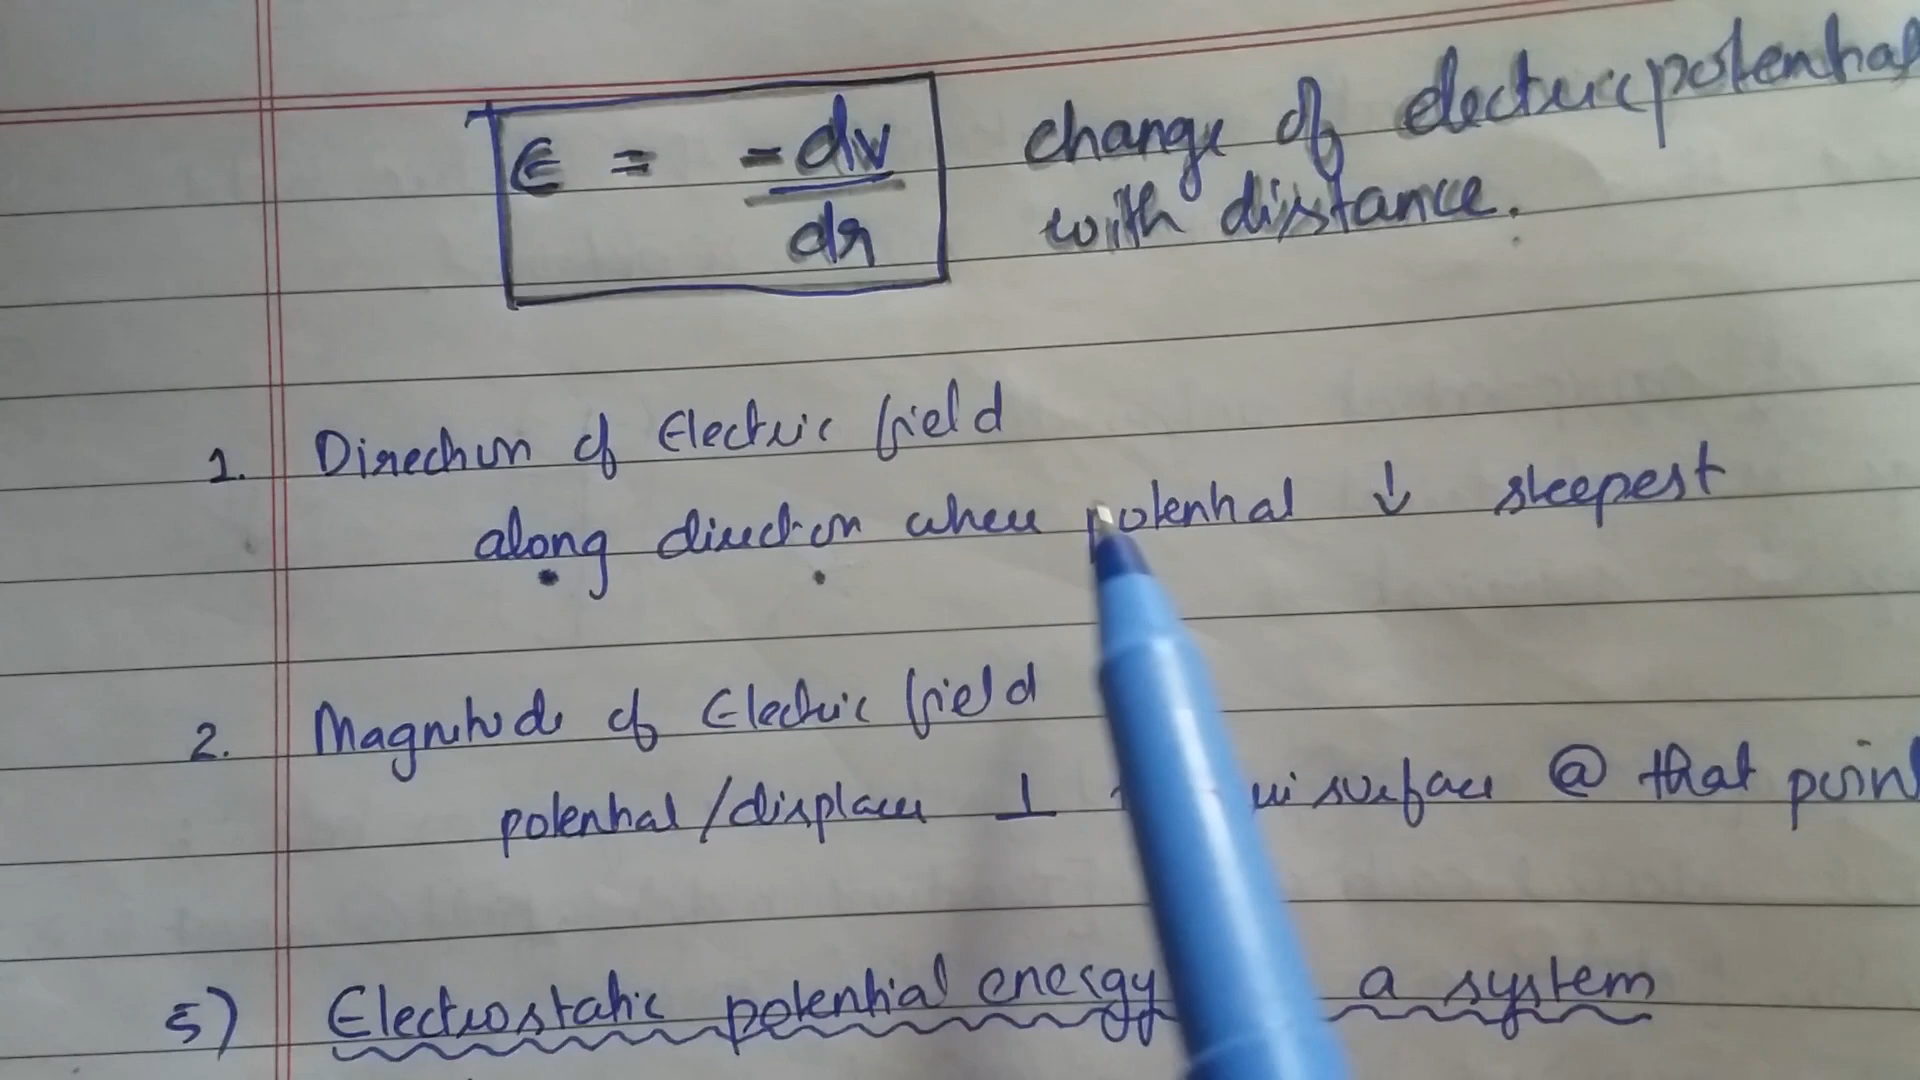 E = -dv/dr change of electric potential
with distance.
1. Direction of Electric field
along direction where potential ↓ steepest
2. Magnitude of Electric field
potential/displace ⊥ surface @ that point
5) Electrostatic potential energy a system